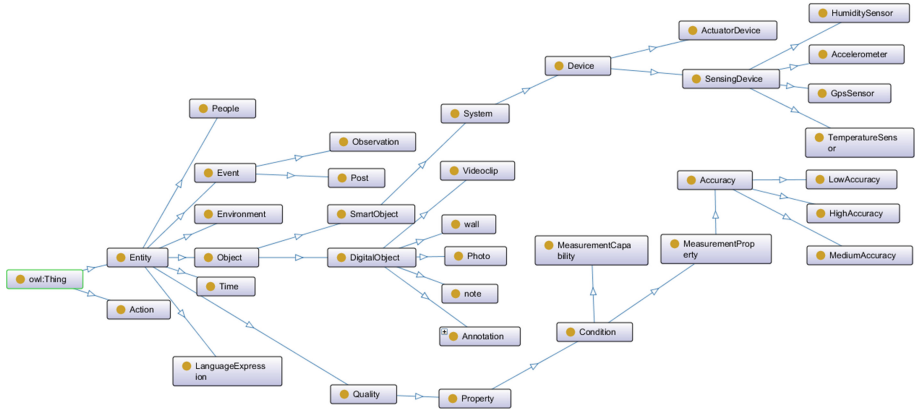 HumiditySensor
ActuatorDevice
Accelerometer
Device
SensingDevice
GpsSensor
People
System
TemperatureSens
or
Observation
Event
Videoclip
Post
Accuracy
LowAccuracy
Environment
SmartObject
HighAccuracy
wall
MeasurementCapa
bility
MeasurementProp
erty
Entity
Object
DigitalObject
Photo
MediumAccuracy
owl:Thing
Time
note
Action
Annotation
Condition
LanguageExpress
ion
Quality
Property